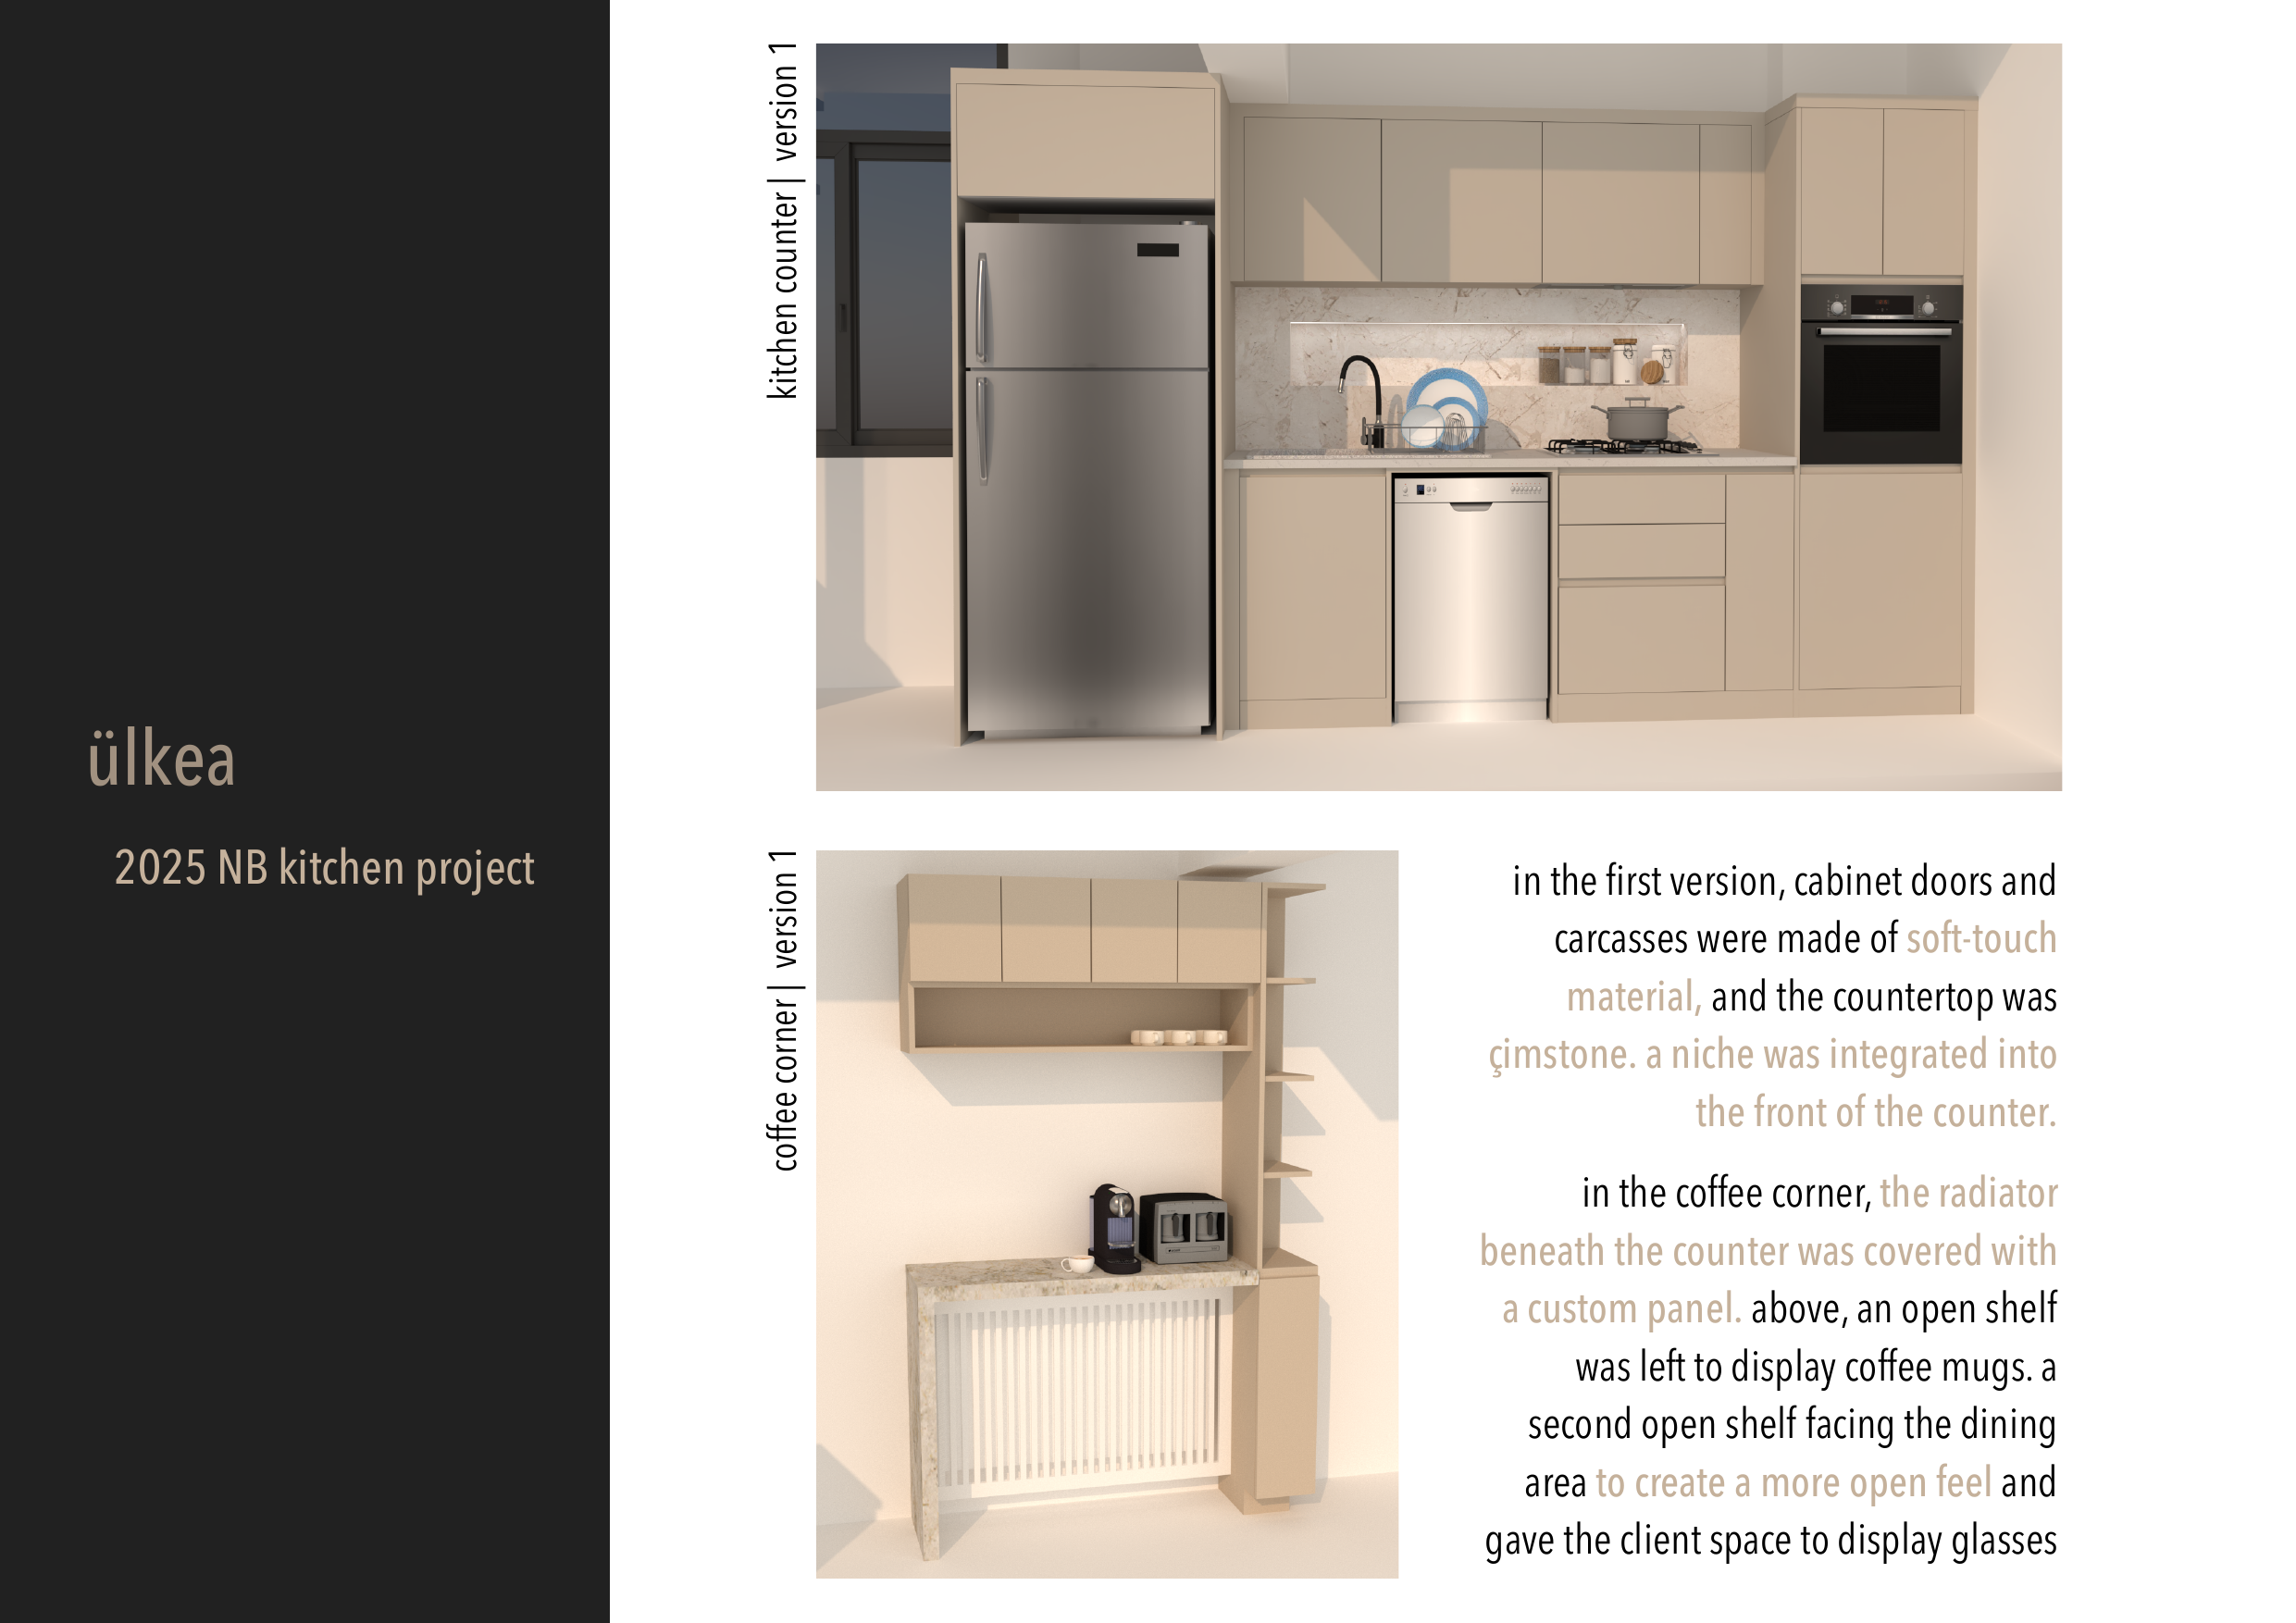 ülkea
2025 NB kitchen project
kitchen counter | version 1
coffee corner | version 1
in the first version, cabinet doors and
carcasses were made of soft-touch
material, and the countertop was
çimstone. a niche was integrated into
the front of the counter.
in the coffee corner, the radiator
beneath the counter was covered with
a custom panel. above, an open shelf
was left to display coffee mugs. a
second open shelf facing the dining
area to create a more open feel and
gave the client space to display glasses